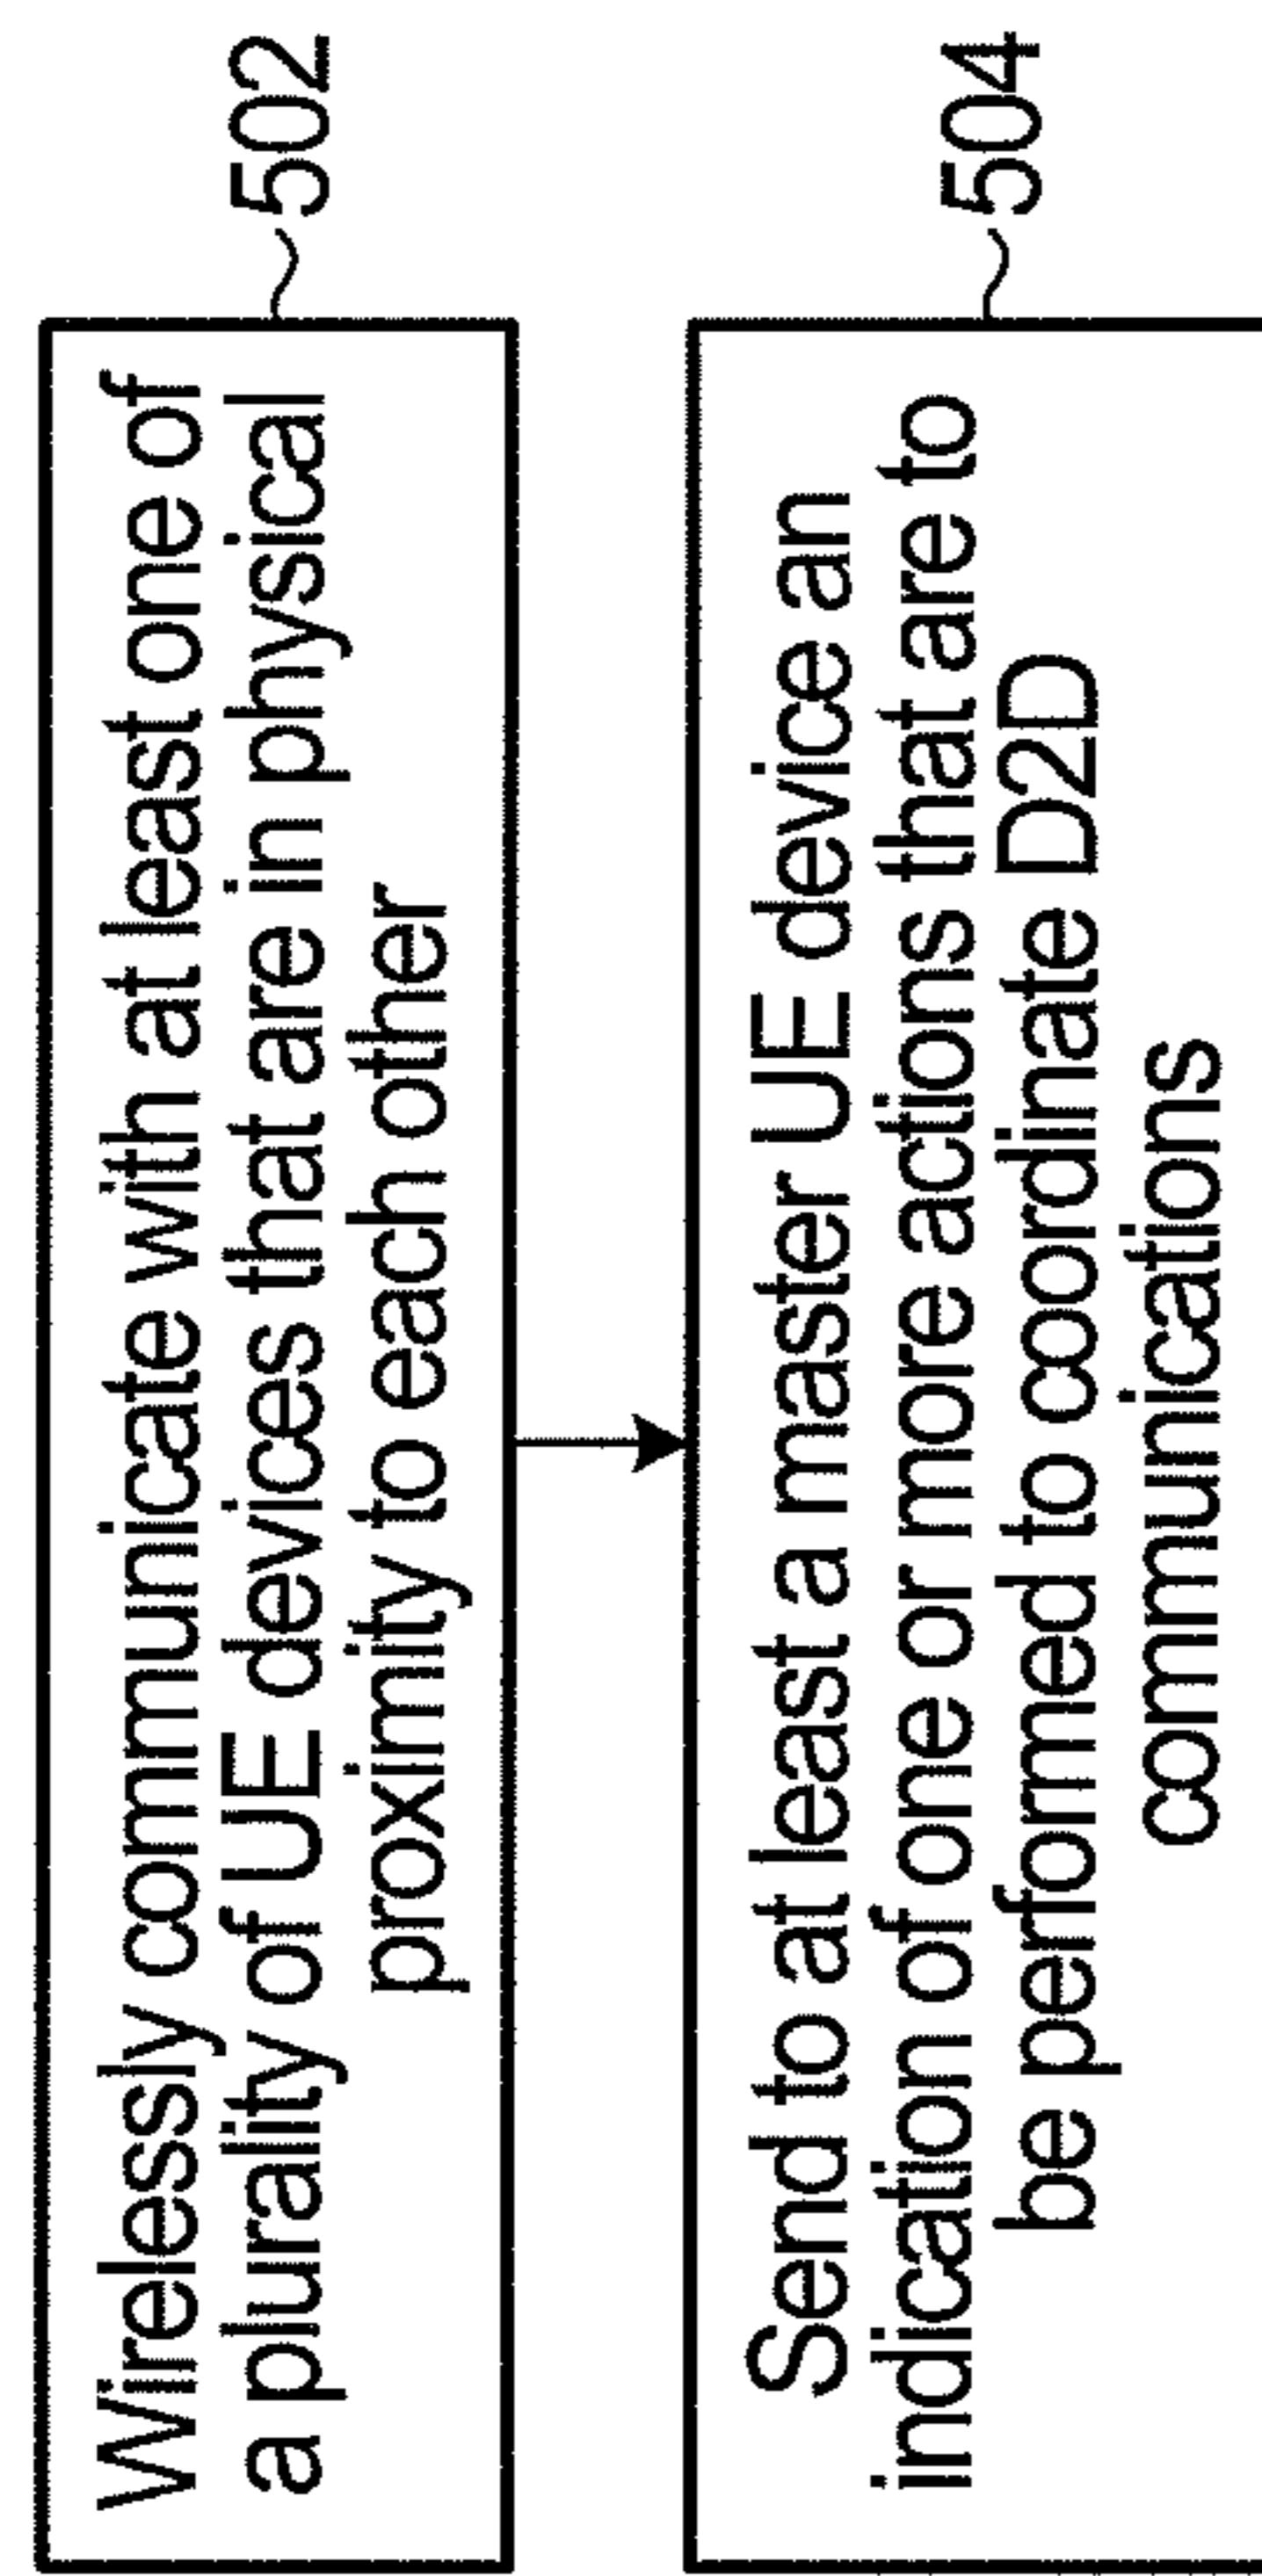 Wirelessly communicate with at least one of
a plurality of UE devices that are in physical
proximity to each other
502
Send to at least a master UE device an
indication of one or more actions that are to
be performed to coordinate D2D
communications
504